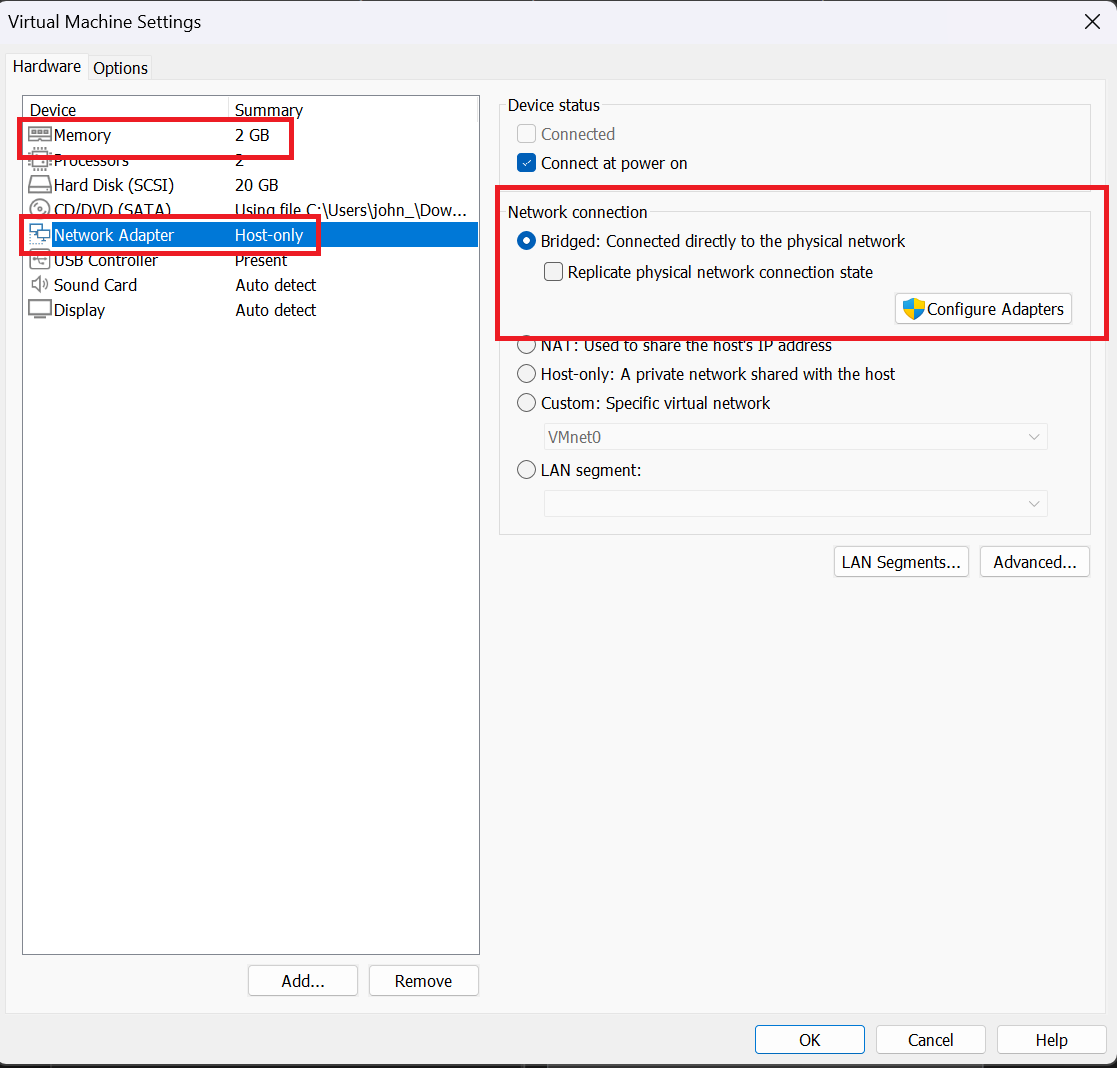 Virtual Machine Settings
Hardware Options
Device Summary
Memory 2 GB
Processors 2
Hard Disk (SCSI) 20 GB
CD/DVD (SATA) Using file C:\Users\john_\Dow...
Network Adapter Host-only
USB Controller Present
Sound Card Auto detect
Display Auto detect
Add... Remove
Device status
Connected
Connect at power on
Network connection
Bridged: Connected directly to the physical network
Replicate physical network connection state
Configure Adapters
NAT: Used to share the host's IP address
Host-only: A private network shared with the host
Custom: Specific virtual network
VMnet0
LAN segment:
LAN Segments... Advanced...
OK Cancel Help